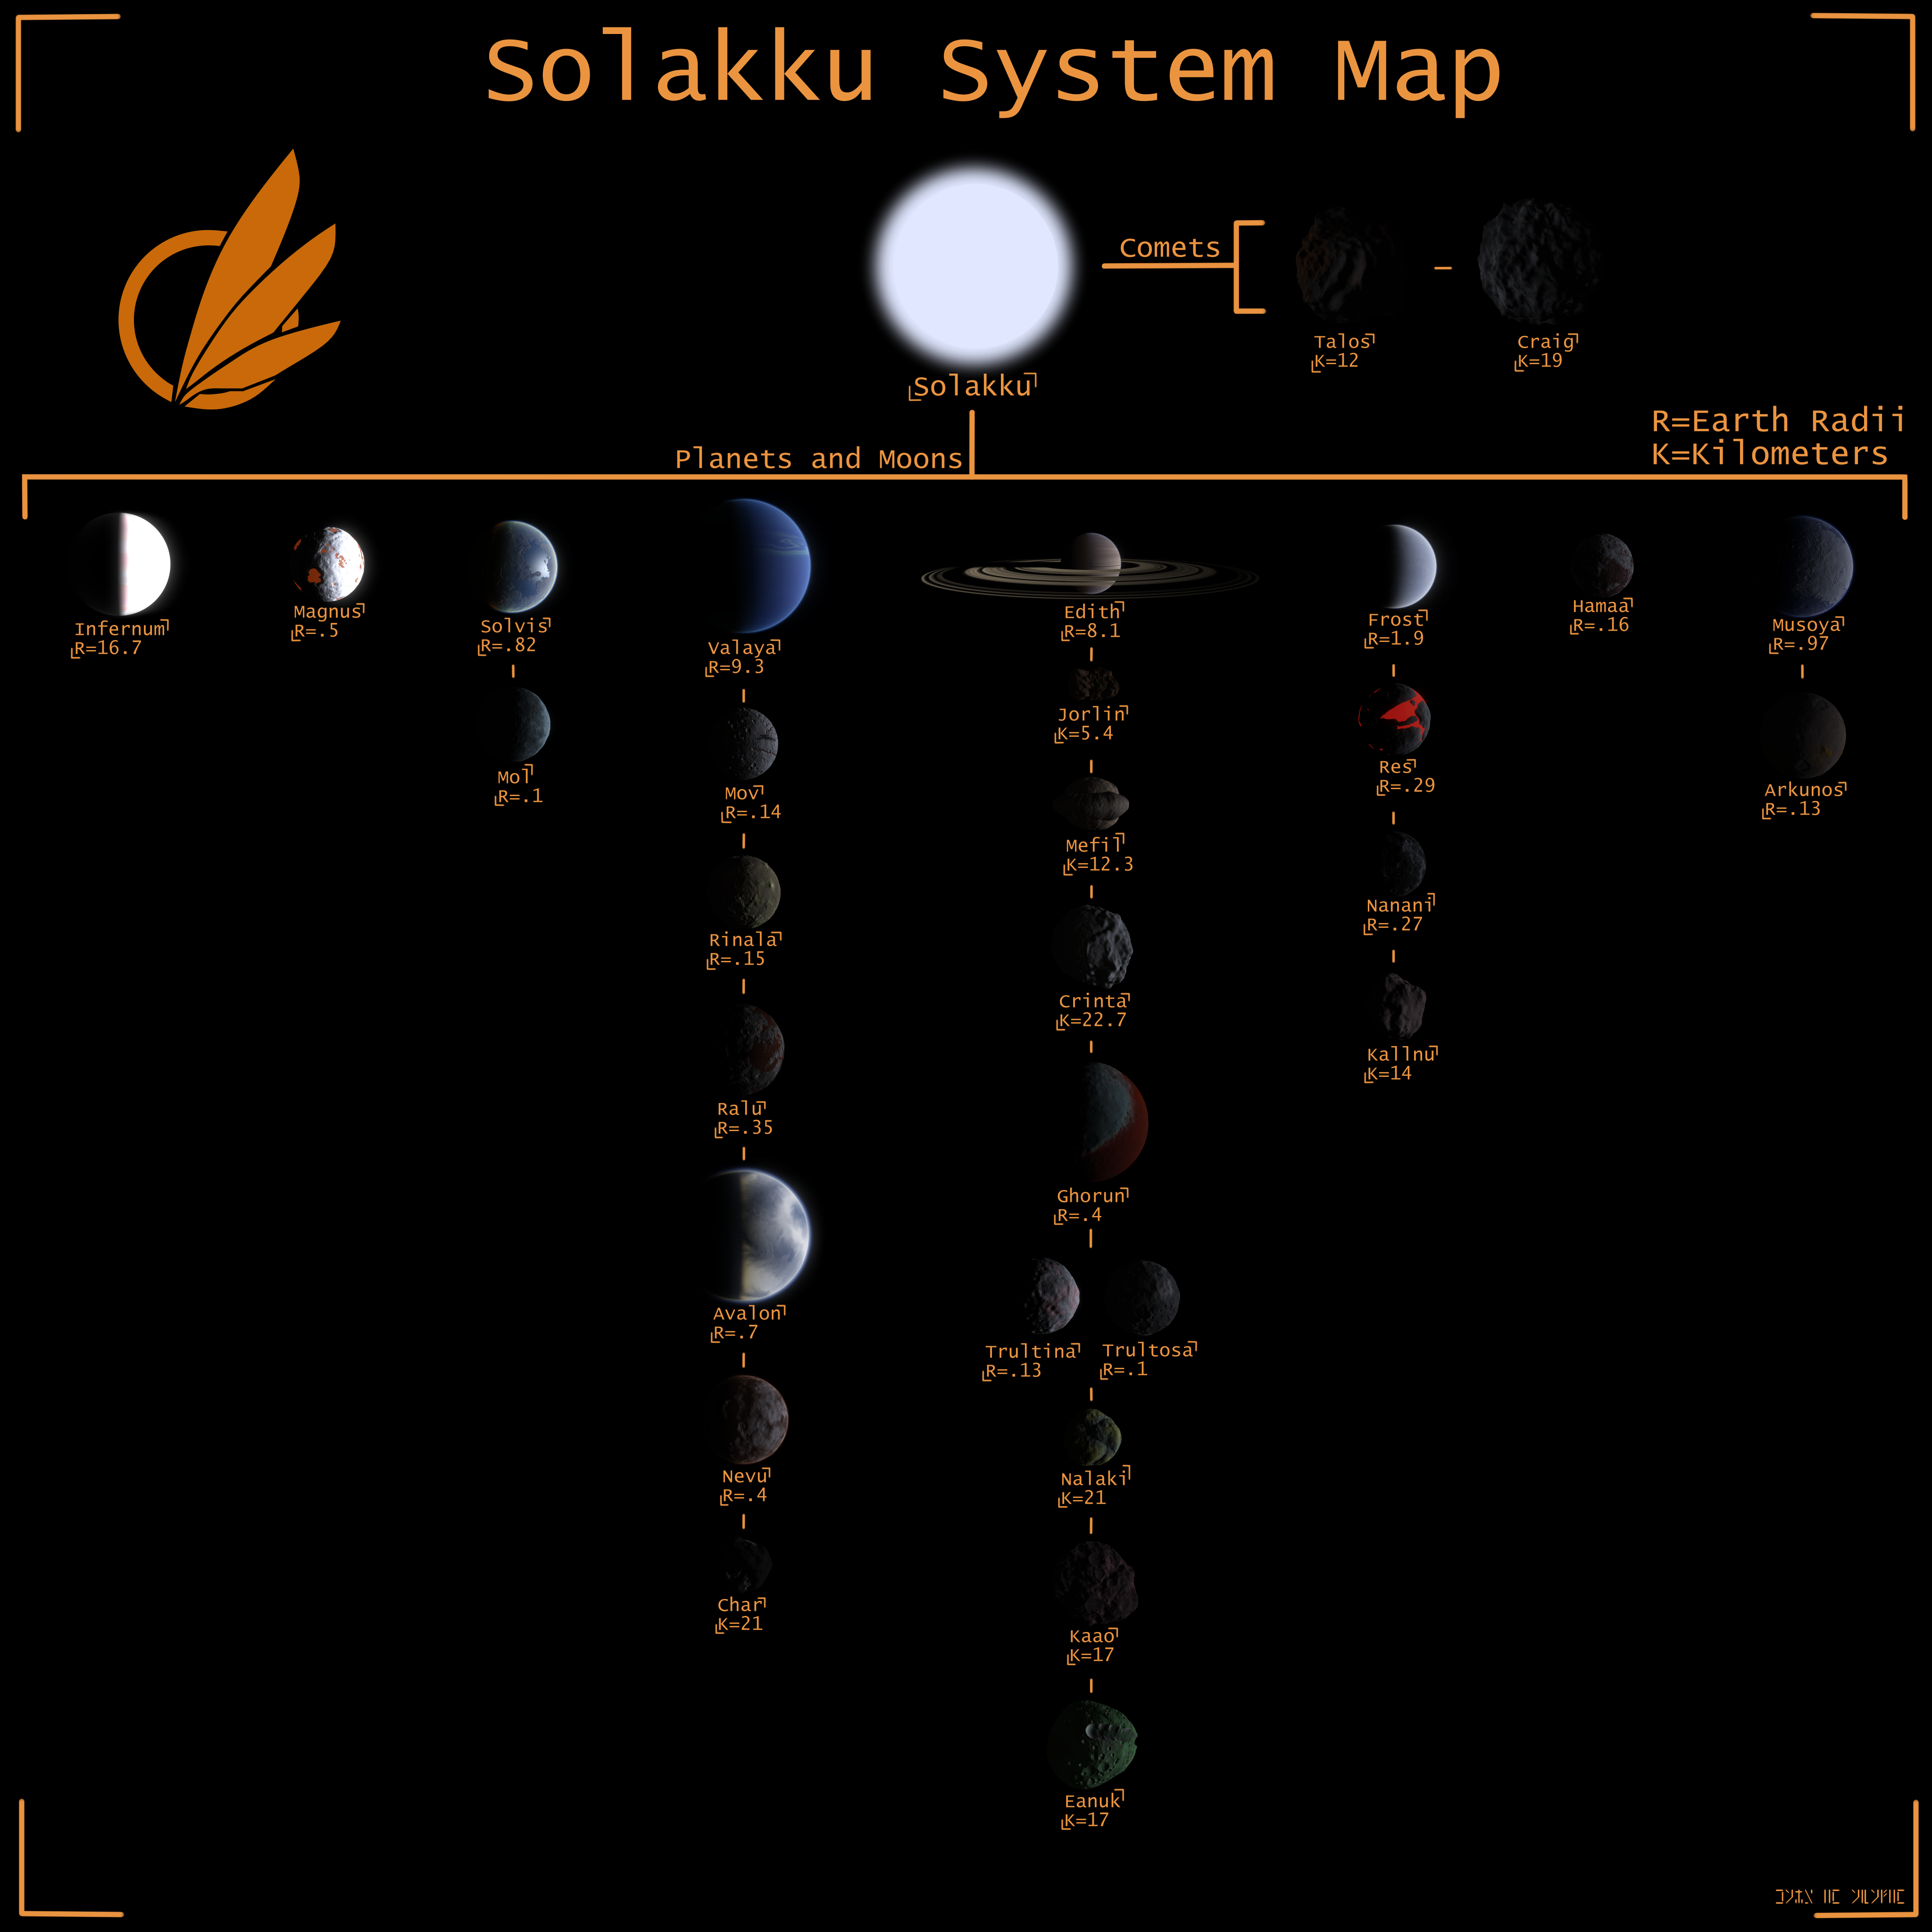 Solakku System Map
Comets
Talos
K=12
Craig
K=19
Solakku
R=Earth Radii
K=Kilometers
Planets and Moons
Infernum
R=16.7
Magnus
R=.5
Solvis
R=.82
Mol
R=.1
Valaya
R=9.3
Mov
R=.14
Rinala
R=.15
Ralu
R=.35
Avalon
R=.7
Nevu
R=.4
Char
K=21
Edith
R=8.1
Jorlin
K=5.4
Mefil
K=12.3
Crinta
K=22.7
Ghorun
R=.4
Trultina
R=.13
Trultosa
R=.1
Nalaki
K=21
Kaao
K=17
Eanuk
K=17
Frost
R=1.9
Res
R=.29
Nanani
R=.27
Kallnu
K=14
Hamaa
R=.16
Musoya
R=.97
Arkunos
R=.13